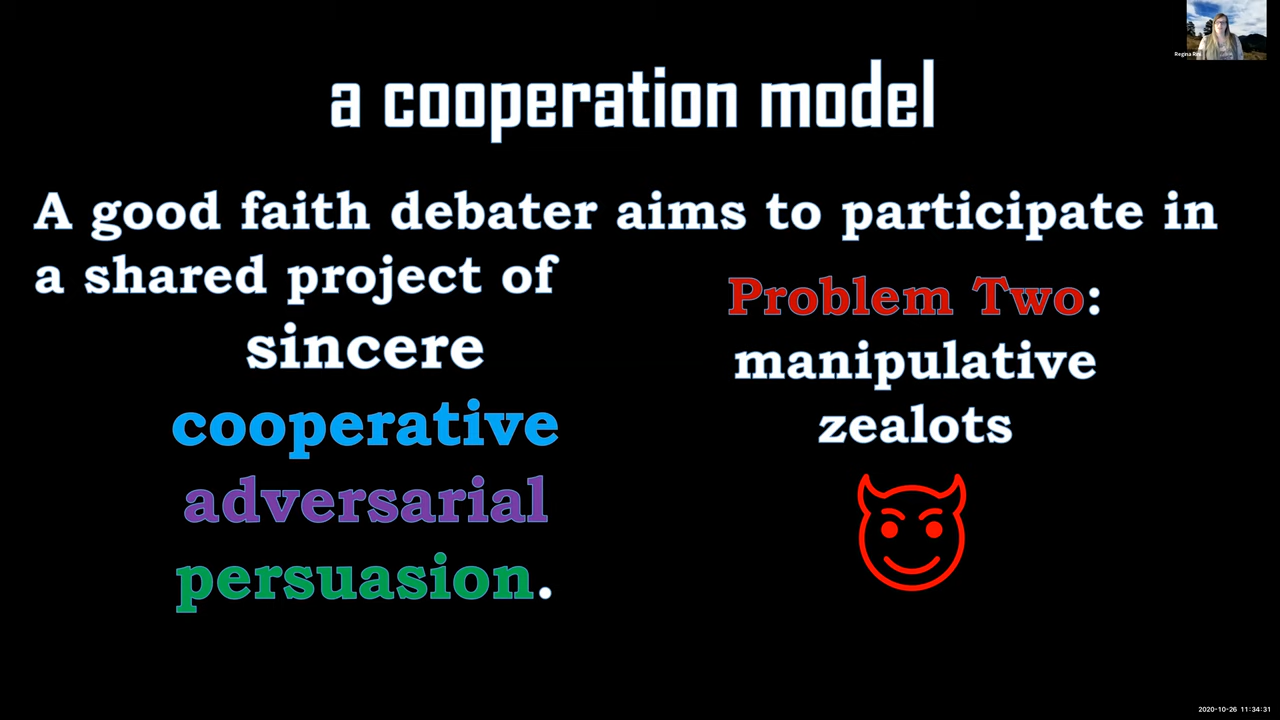 a cooperation model
A good faith debater aims to participate in
a shared project of
sincere
cooperative
adversarial
persuasion.
Problem Two:
manipulative
zealots
Regina
2020-10-26 11:34:31